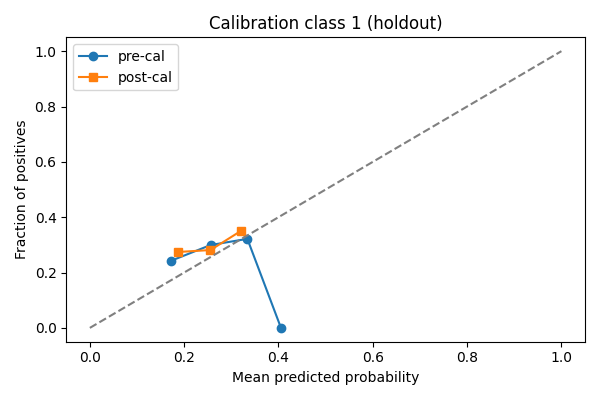 Calibration class 1 (holdout)
pre-cal
post-cal
Fraction of positives
1.0
0.8
0.6
0.4
0.2
0.0
0.0 0.2 0.4 0.6 0.8 1.0
Mean predicted probability